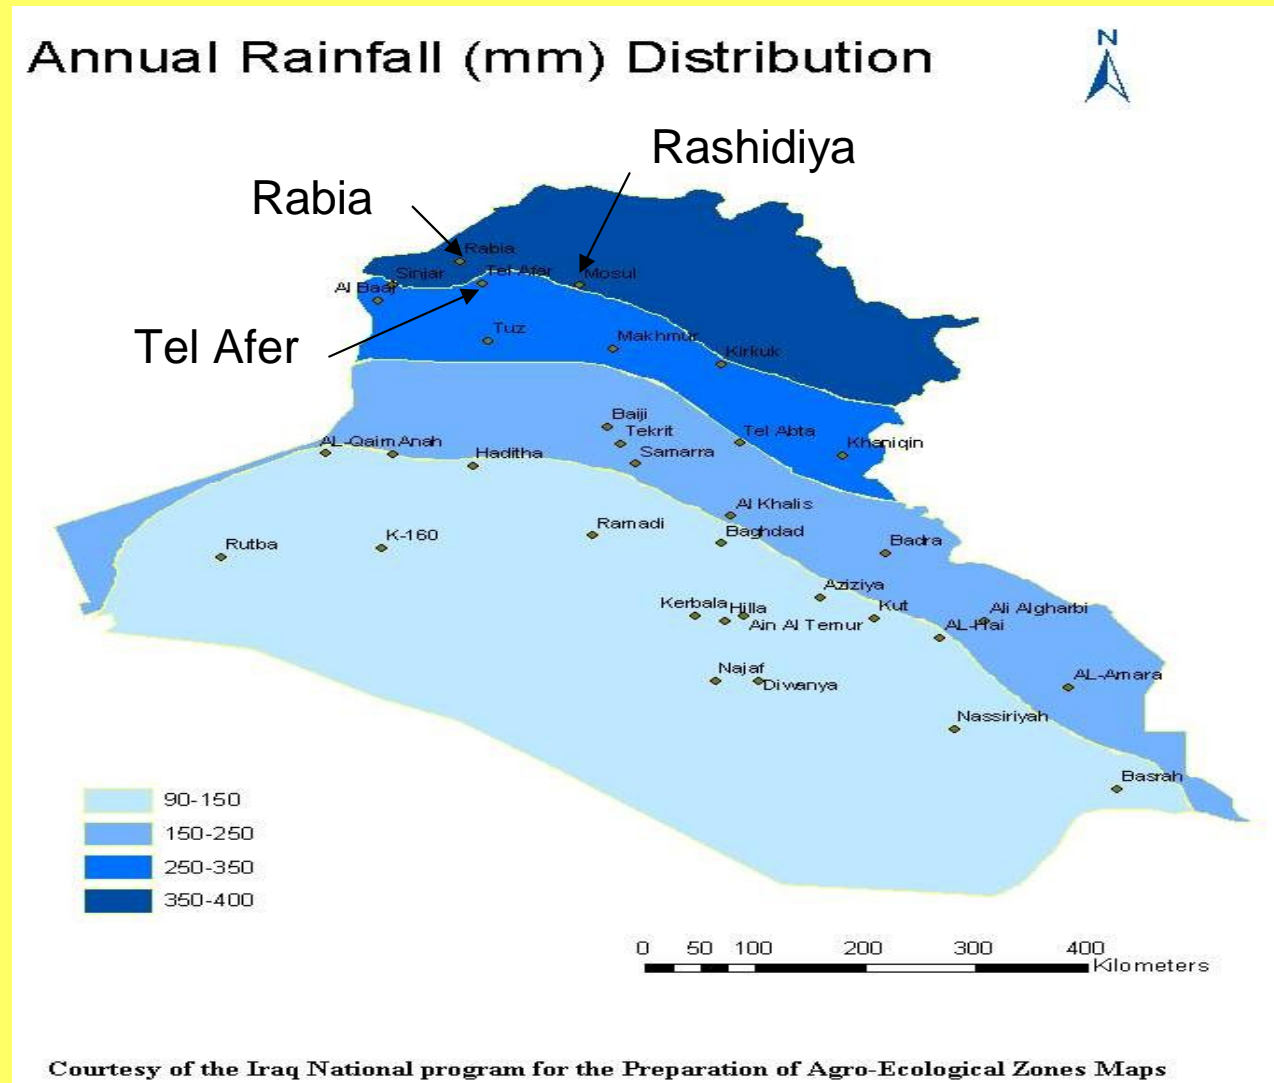 Annual Rainfall (mm) Distribution
N
Rashidiya
Rabia
Rabia
Sinjar
Tel Afar
Mosul
Al Baaj
Tel Afer
Tuz
Makhmur
Kirkuk
Baiji
Tekrit
Tel Abta
Khaniqin
AL-Qaim
Anah
Haditha
Samarra
Al Khalis
Rutba
K-160
Ramadi
Baghdad
Badra
Aziziya
Kerbala
Hilla
Kut
Ali Algharbi
Ain Al Temur
AL-Hai
Najaf
Diwanya
AL-Amara
Nassiriyah
Basrah
90-150
150-250
250-350
350-400
0 50 100 200 300 400
Kilometers
Courtesy of the Iraq National program for the Preparation of Agro-Ecological Zones Maps